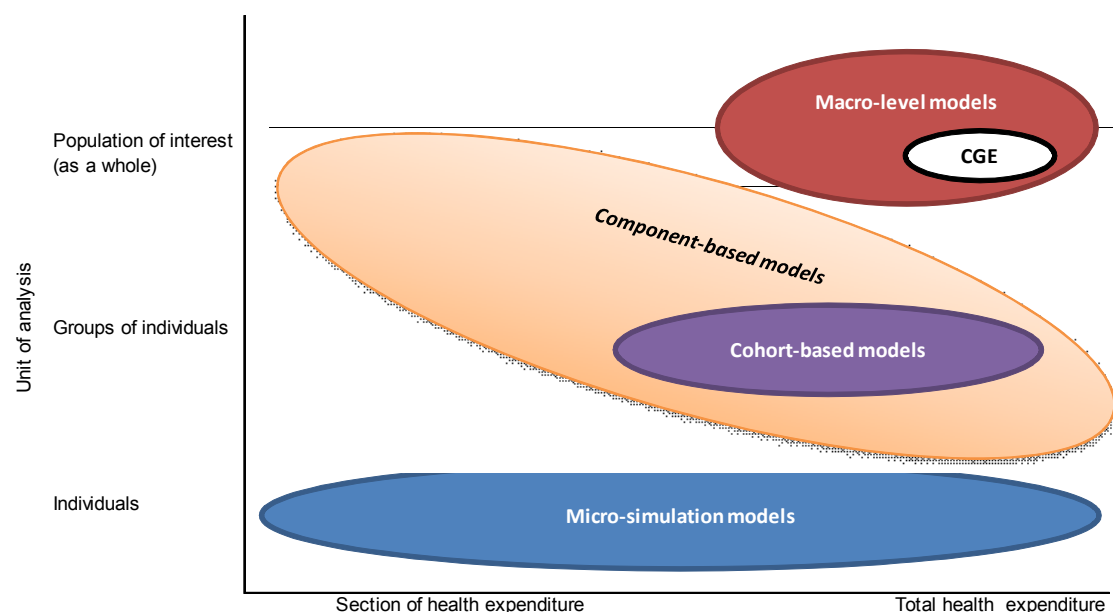 Macro-level models
Population of interest
(as a whole)
CGE
Component-based models
Unit of analysis
Groups of individuals
Cohort-based models
Individuals
Micro-simulation models
Section of health expenditure
Total health expenditure